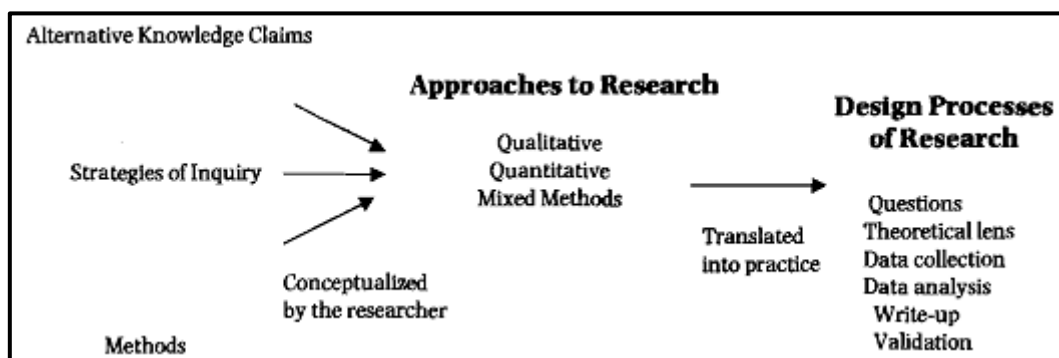 Alternative Knowledge Claims
Approaches to Research
Design Processes
of Research
Strategies of Inquiry
Qualitative
Quantitative
Mixed Methods
Conceptualized
by the researcher
Translated
into practice
Questions
Theoretical lens
Data collection
Data analysis
Write-up
Validation
Methods